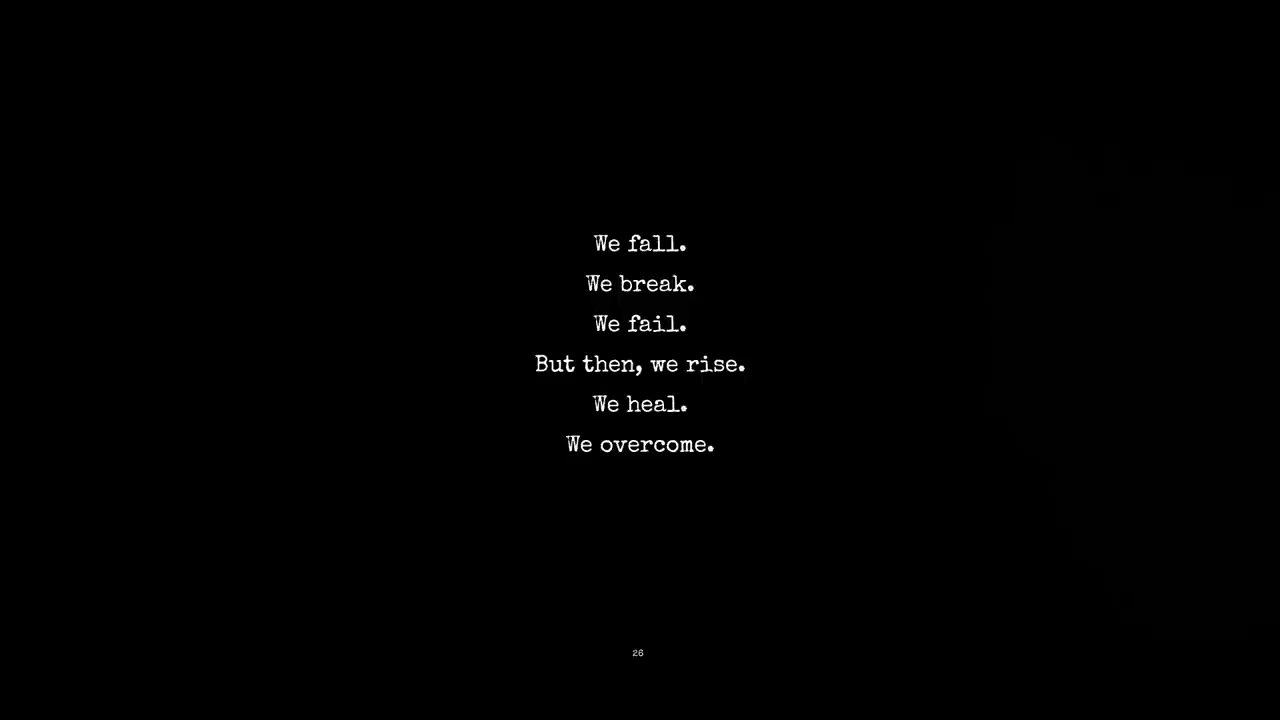 We fall.
We break.
We fail.
But then, we rise.
We heal.
We overcome.
26